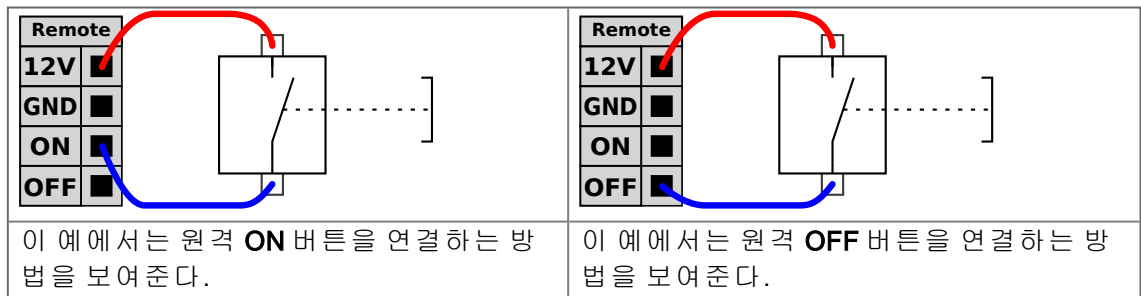 Remote
12V
GND
ON
OFF
이 예에서는 원격 ON 버튼을 연결하는 방
법을 보여준다.
Remote
12V
GND
ON
OFF
이 예에서는 원격 OFF 버튼을 연결하는 방
법을 보여준다.